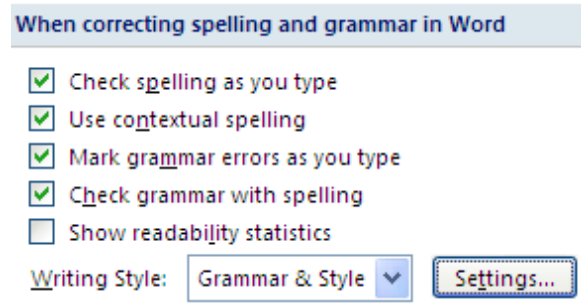 When correcting spelling and grammar in Word
Check spelling as you type
Use contextual spelling
Mark grammar errors as you type
Check grammar with spelling
Show readability statistics
Writing Style: Grammar & Style Settings...